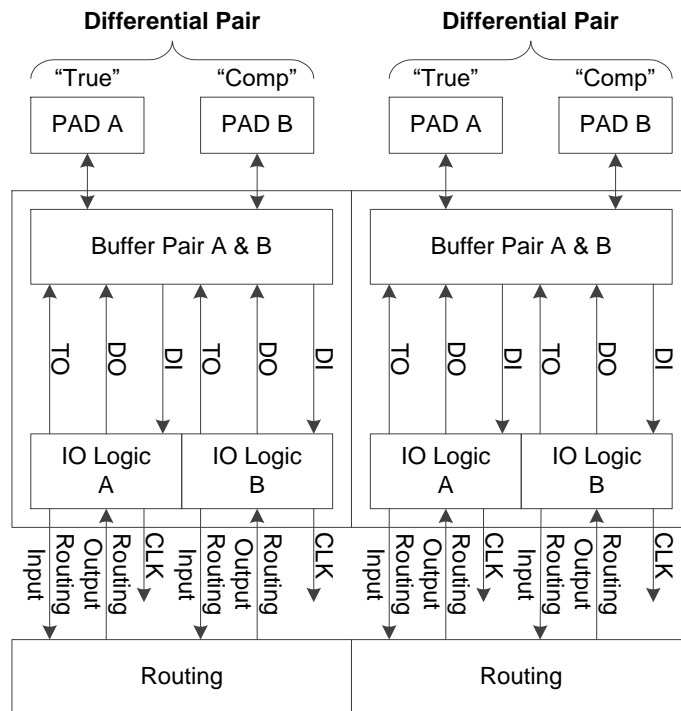 Differential Pair
Differential Pair
“True”
“Comp”
“True”
“Comp”
PAD A
PAD B
PAD A
PAD B
Buffer Pair A & B
Buffer Pair A & B
TO
DO
DI
TO
DO
DI
TO
DO
DI
TO
DO
DI
IO Logic
A
IO Logic
B
IO Logic
A
IO Logic
B
Routing
Input
Routing
Output
CLK
Routing
Input
Routing
Output
CLK
Routing
Input
Routing
Output
CLK
Routing
Input
Routing
Output
CLK
Routing
Routing